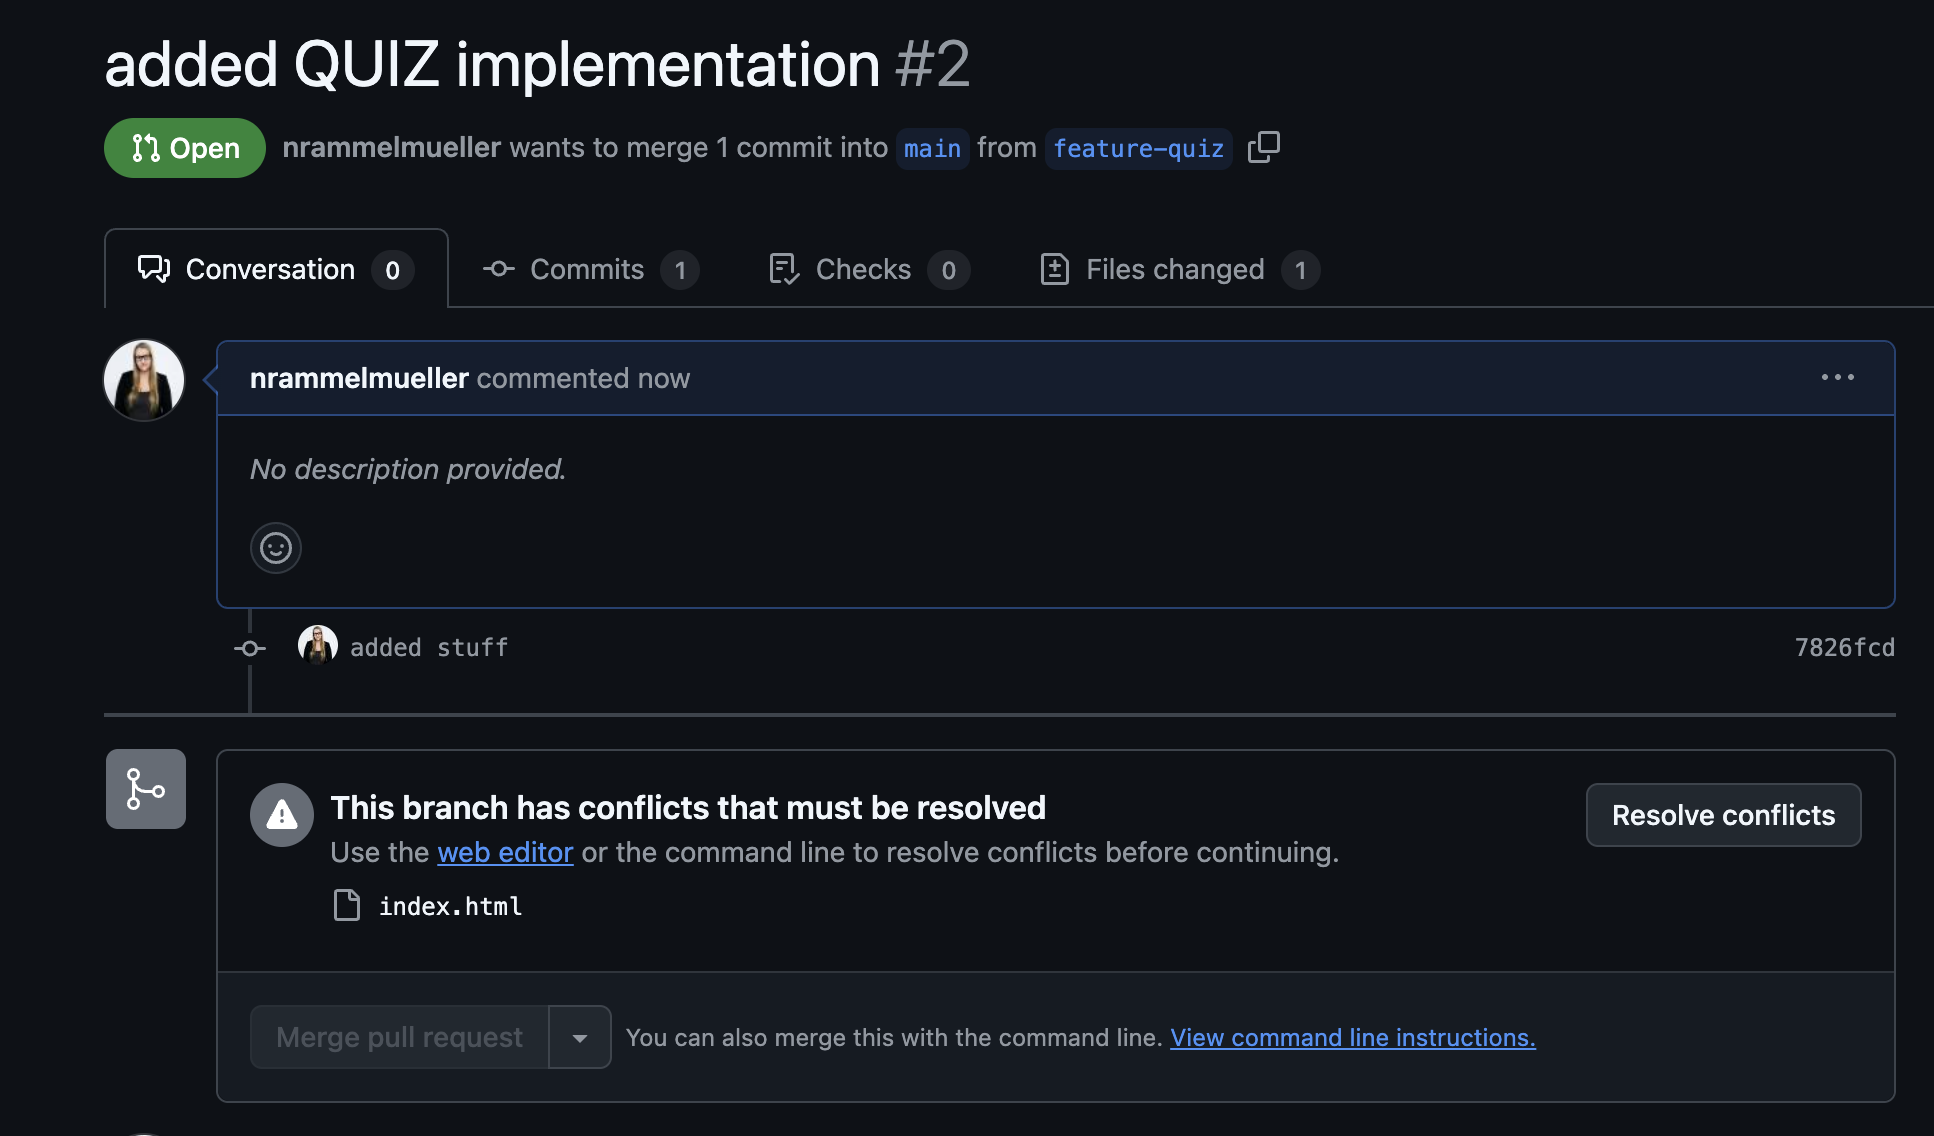 added QUIZ implementation #2
Open nrammelmueller wants to merge 1 commit into main from feature-quiz
Conversation 0 Commits 1 Checks 0 Files changed 1
nrammelmueller commented now
No description provided.
added stuff 7826fcd
This branch has conflicts that must be resolved
Resolve conflicts
Use the web editor or the command line to resolve conflicts before continuing.
index.html
Merge pull request You can also merge this with the command line. View command line instructions.